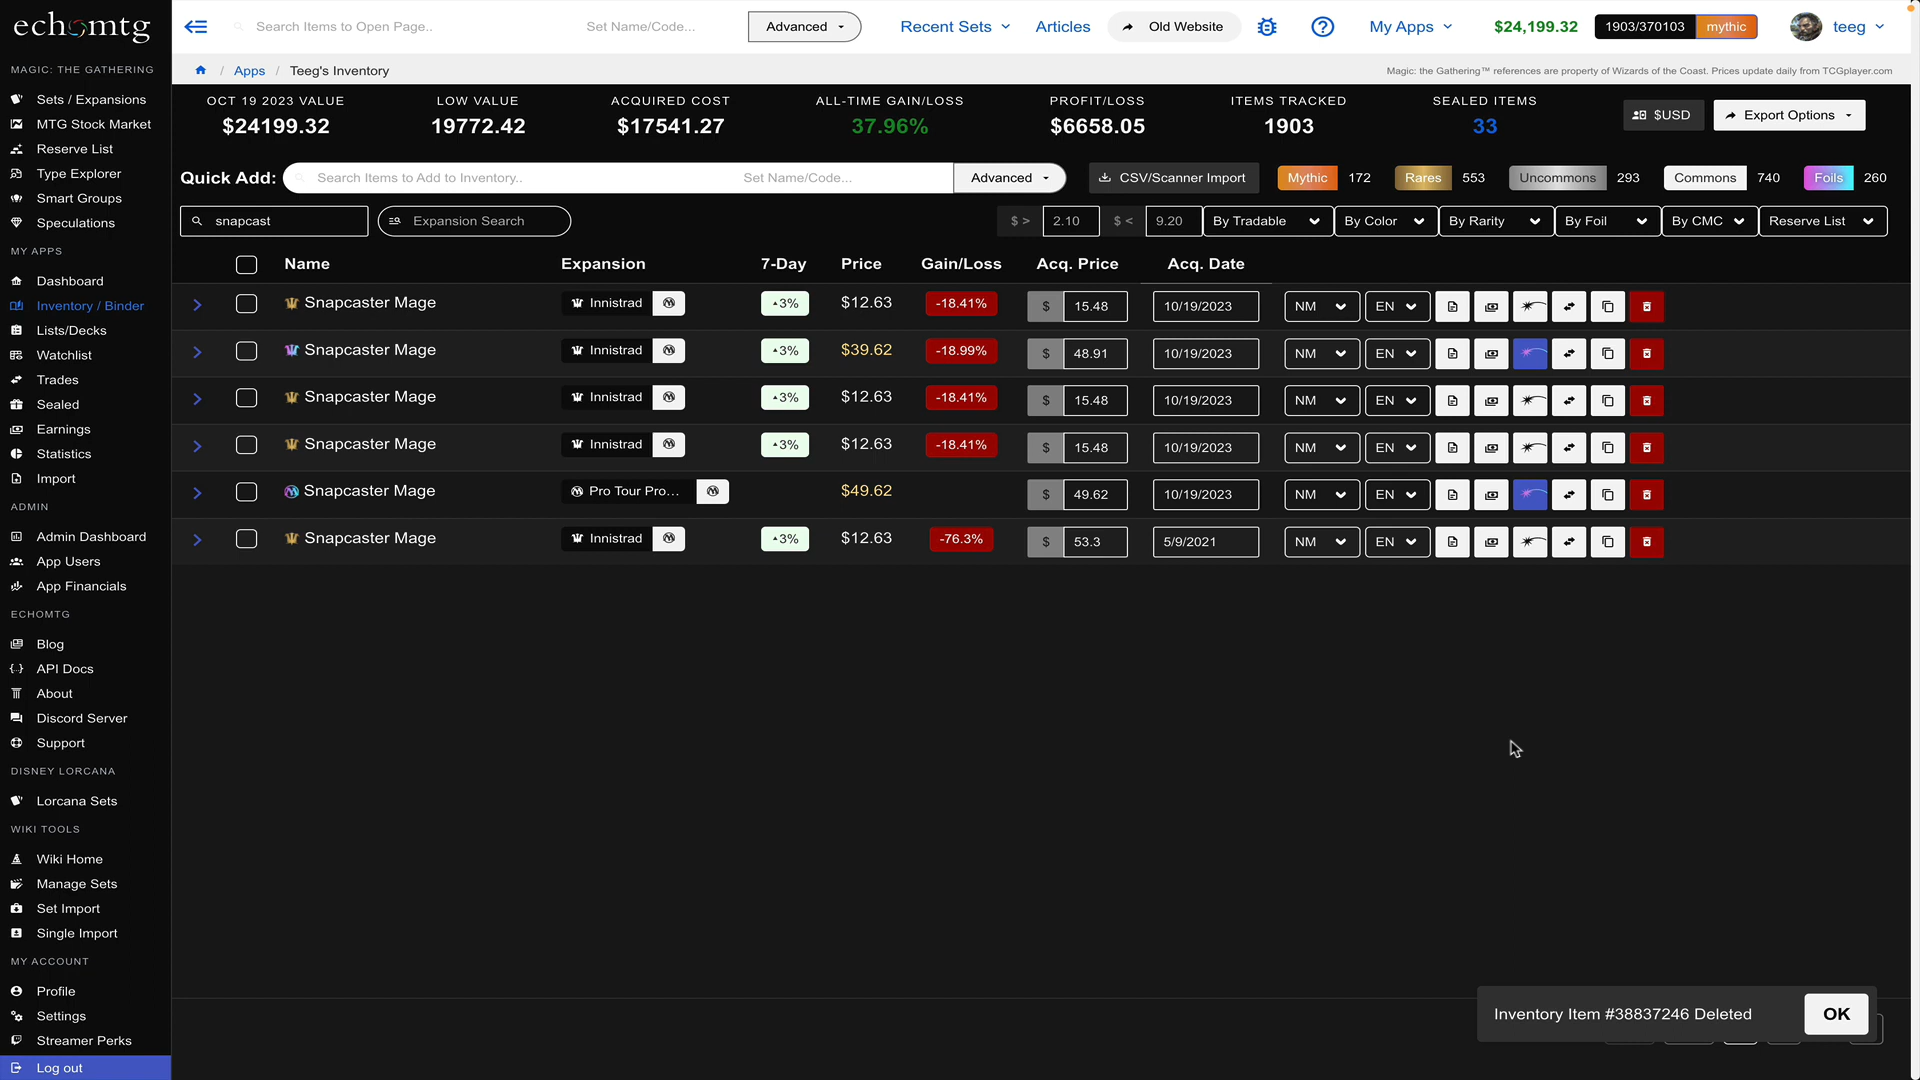 echomtg
Search Items to Open Page..
Set Name/Code...
Advanced
Recent Sets
Articles
Old Website
My Apps
$24,199.32
1903/370103
mythic
teeg
MAGIC: THE GATHERING
Sets / Expansions
MTG Stock Market
Reserve List
Type Explorer
Smart Groups
Speculations
MY APPS
Dashboard
Inventory / Binder
Lists/Decks
Watchlist
Trades
Sealed
Earnings
Statistics
Import
ADMIN
Admin Dashboard
App Users
App Financials
ECHOMTG
Blog
API Docs
About
Discord Server
Support
DISNEY LORCANA
Lorcana Sets
WIKI TOOLS
Wiki Home
Manage Sets
Set Import
Single Import
MY ACCOUNT
Profile
Settings
Streamer Perks
Log out
/ Apps / Teeg's Inventory
Magic: the Gathering™ references are property of Wizards of the Coast. Prices update daily from TCGplayer.com
OCT 19 2023 VALUE
$24199.32
LOW VALUE
19772.42
ACQUIRED COST
$17541.27
ALL-TIME GAIN/LOSS
37.96%
PROFIT/LOSS
$6658.05
ITEMS TRACKED
1903
SEALED ITEMS
33
$USD
Export Options
Quick Add:
Search Items to Add to Inventory..
Set Name/Code...
Advanced
CSV/Scanner Import
Mythic 172
Rares 553
Uncommons 293
Commons 740
Foils 260
snapcast
Expansion Search
$ > 2.10
$ < 9.20
By Tradable
By Color
By Rarity
By Foil
By CMC
Reserve List
Name Expansion 7-Day Price Gain/Loss Acq. Price Acq. Date
Snapcaster Mage Innistrad 3% $12.63 -18.41% $ 15.48 10/19/2023 NM EN
Snapcaster Mage Innistrad 3% $39.62 -18.99% $ 48.91 10/19/2023 NM EN
Snapcaster Mage Innistrad 3% $12.63 -18.41% $ 15.48 10/19/2023 NM EN
Snapcaster Mage Innistrad 3% $12.63 -18.41% $ 15.48 10/19/2023 NM EN
Snapcaster Mage Pro Tour Pro... $49.62 $ 49.62 10/19/2023 NM EN
Snapcaster Mage Innistrad 3% $12.63 -76.3% $ 53.3 5/9/2021 NM EN
Inventory Item #38837246 Deleted
OK